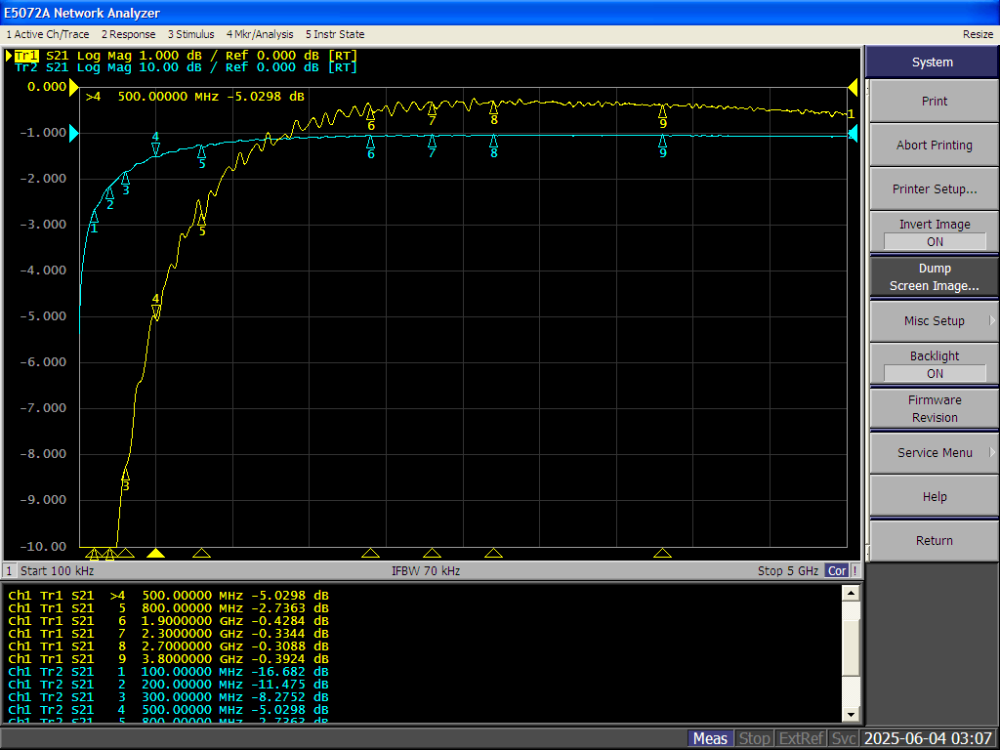 E5072A Network Analyzer
1 Active Ch/Trace 2 Response 3 Stimulus 4 Mkr/Analysis 5 Instr State Resize
Tr1 S21 Log Mag 1.000 dB / Ref 0.000 dB [RT]
Tr2 S21 Log Mag 10.00 dB / Ref 0.000 dB [RT]
>4 500.00000 MHz -5.0298 dB
0.000
-1.000
-2.000
-3.000
-4.000
-5.000
-6.000
-7.000
-8.000
-9.000
-10.00
1 2 3 4 5 6 7 8 9
3 4 5 6 7 8 9
1
1 Start 100 kHz IFBW 70 kHz Stop 5 GHz Cor !
Ch1 Tr1 S21 >4 500.00000 MHz -5.0298 dB
Ch1 Tr1 S21 5 800.00000 MHz -2.7363 dB
Ch1 Tr1 S21 6 1.9000000 GHz -0.4284 dB
Ch1 Tr1 S21 7 2.3000000 GHz -0.3344 dB
Ch1 Tr1 S21 8 2.7000000 GHz -0.3088 dB
Ch1 Tr1 S21 9 3.8000000 GHz -0.3924 dB
Ch1 Tr2 S21 1 100.00000 MHz -16.682 dB
Ch1 Tr2 S21 2 200.00000 MHz -11.475 dB
Ch1 Tr2 S21 3 300.00000 MHz -8.2752 dB
Ch1 Tr2 S21 4 500.00000 MHz -5.0298 dB
Ch1 Tr2 S21 5 800.00000 MHz -2.7363 dB
System
Print
Abort Printing
Printer Setup...
Invert Image
ON
Dump
Screen Image...
Misc Setup
Backlight
ON
Firmware
Revision
Service Menu
Help
Return
Meas Stop ExtRef Svc 2025-06-04 03:07